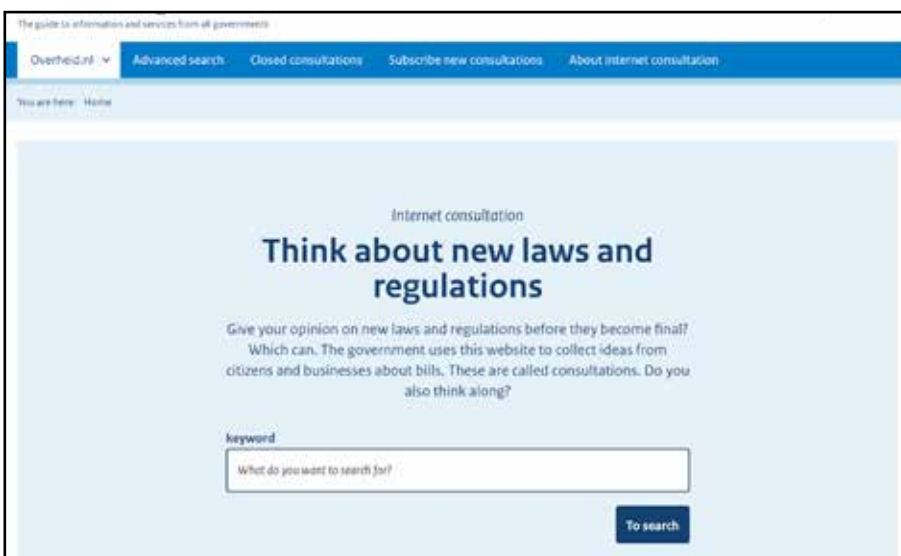 The guide to information and services from all governments
Overheid.nl Advanced search Closed consultations Subscribe new consultations About internet consultation
You are here: Home
Internet consultation
Think about new laws and
regulations
Give your opinion on new laws and regulations before they become final?
Which can. The government uses this website to collect ideas from
citizens and businesses about bills. These are called consultations. Do you
also think along?
keyword
What do you want to search for?
To search